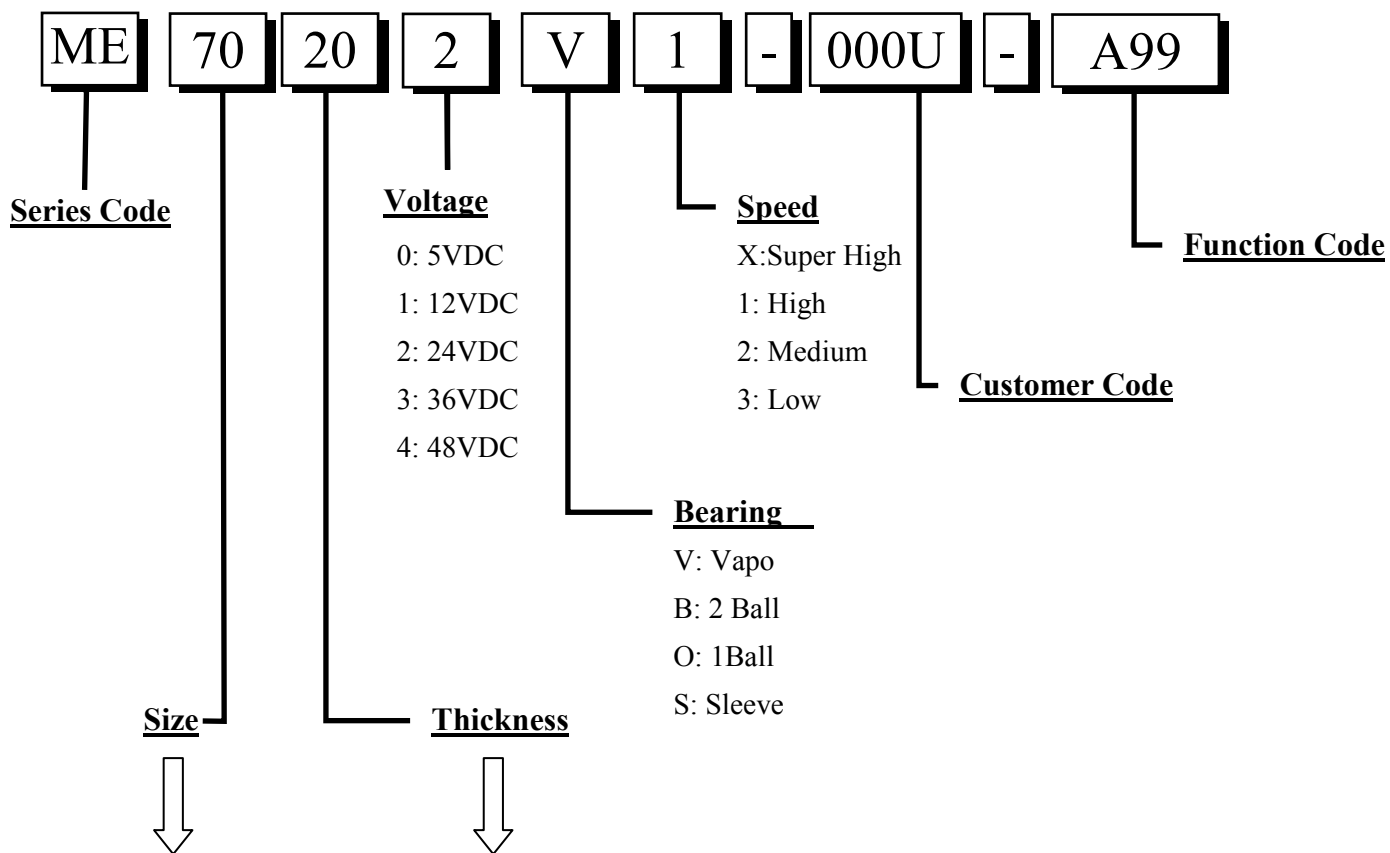 ME 70 20 2 V 1 - 000U - A99
Series Code
Voltage
0: 5VDC
1: 12VDC
2: 24VDC
3: 36VDC
4: 48VDC
Speed
X:Super High
1: High
2: Medium
3: Low
Function Code
Customer Code
Bearing
V: Vapo
B: 2 Ball
O: 1Ball
S: Sleeve
Size
Thickness